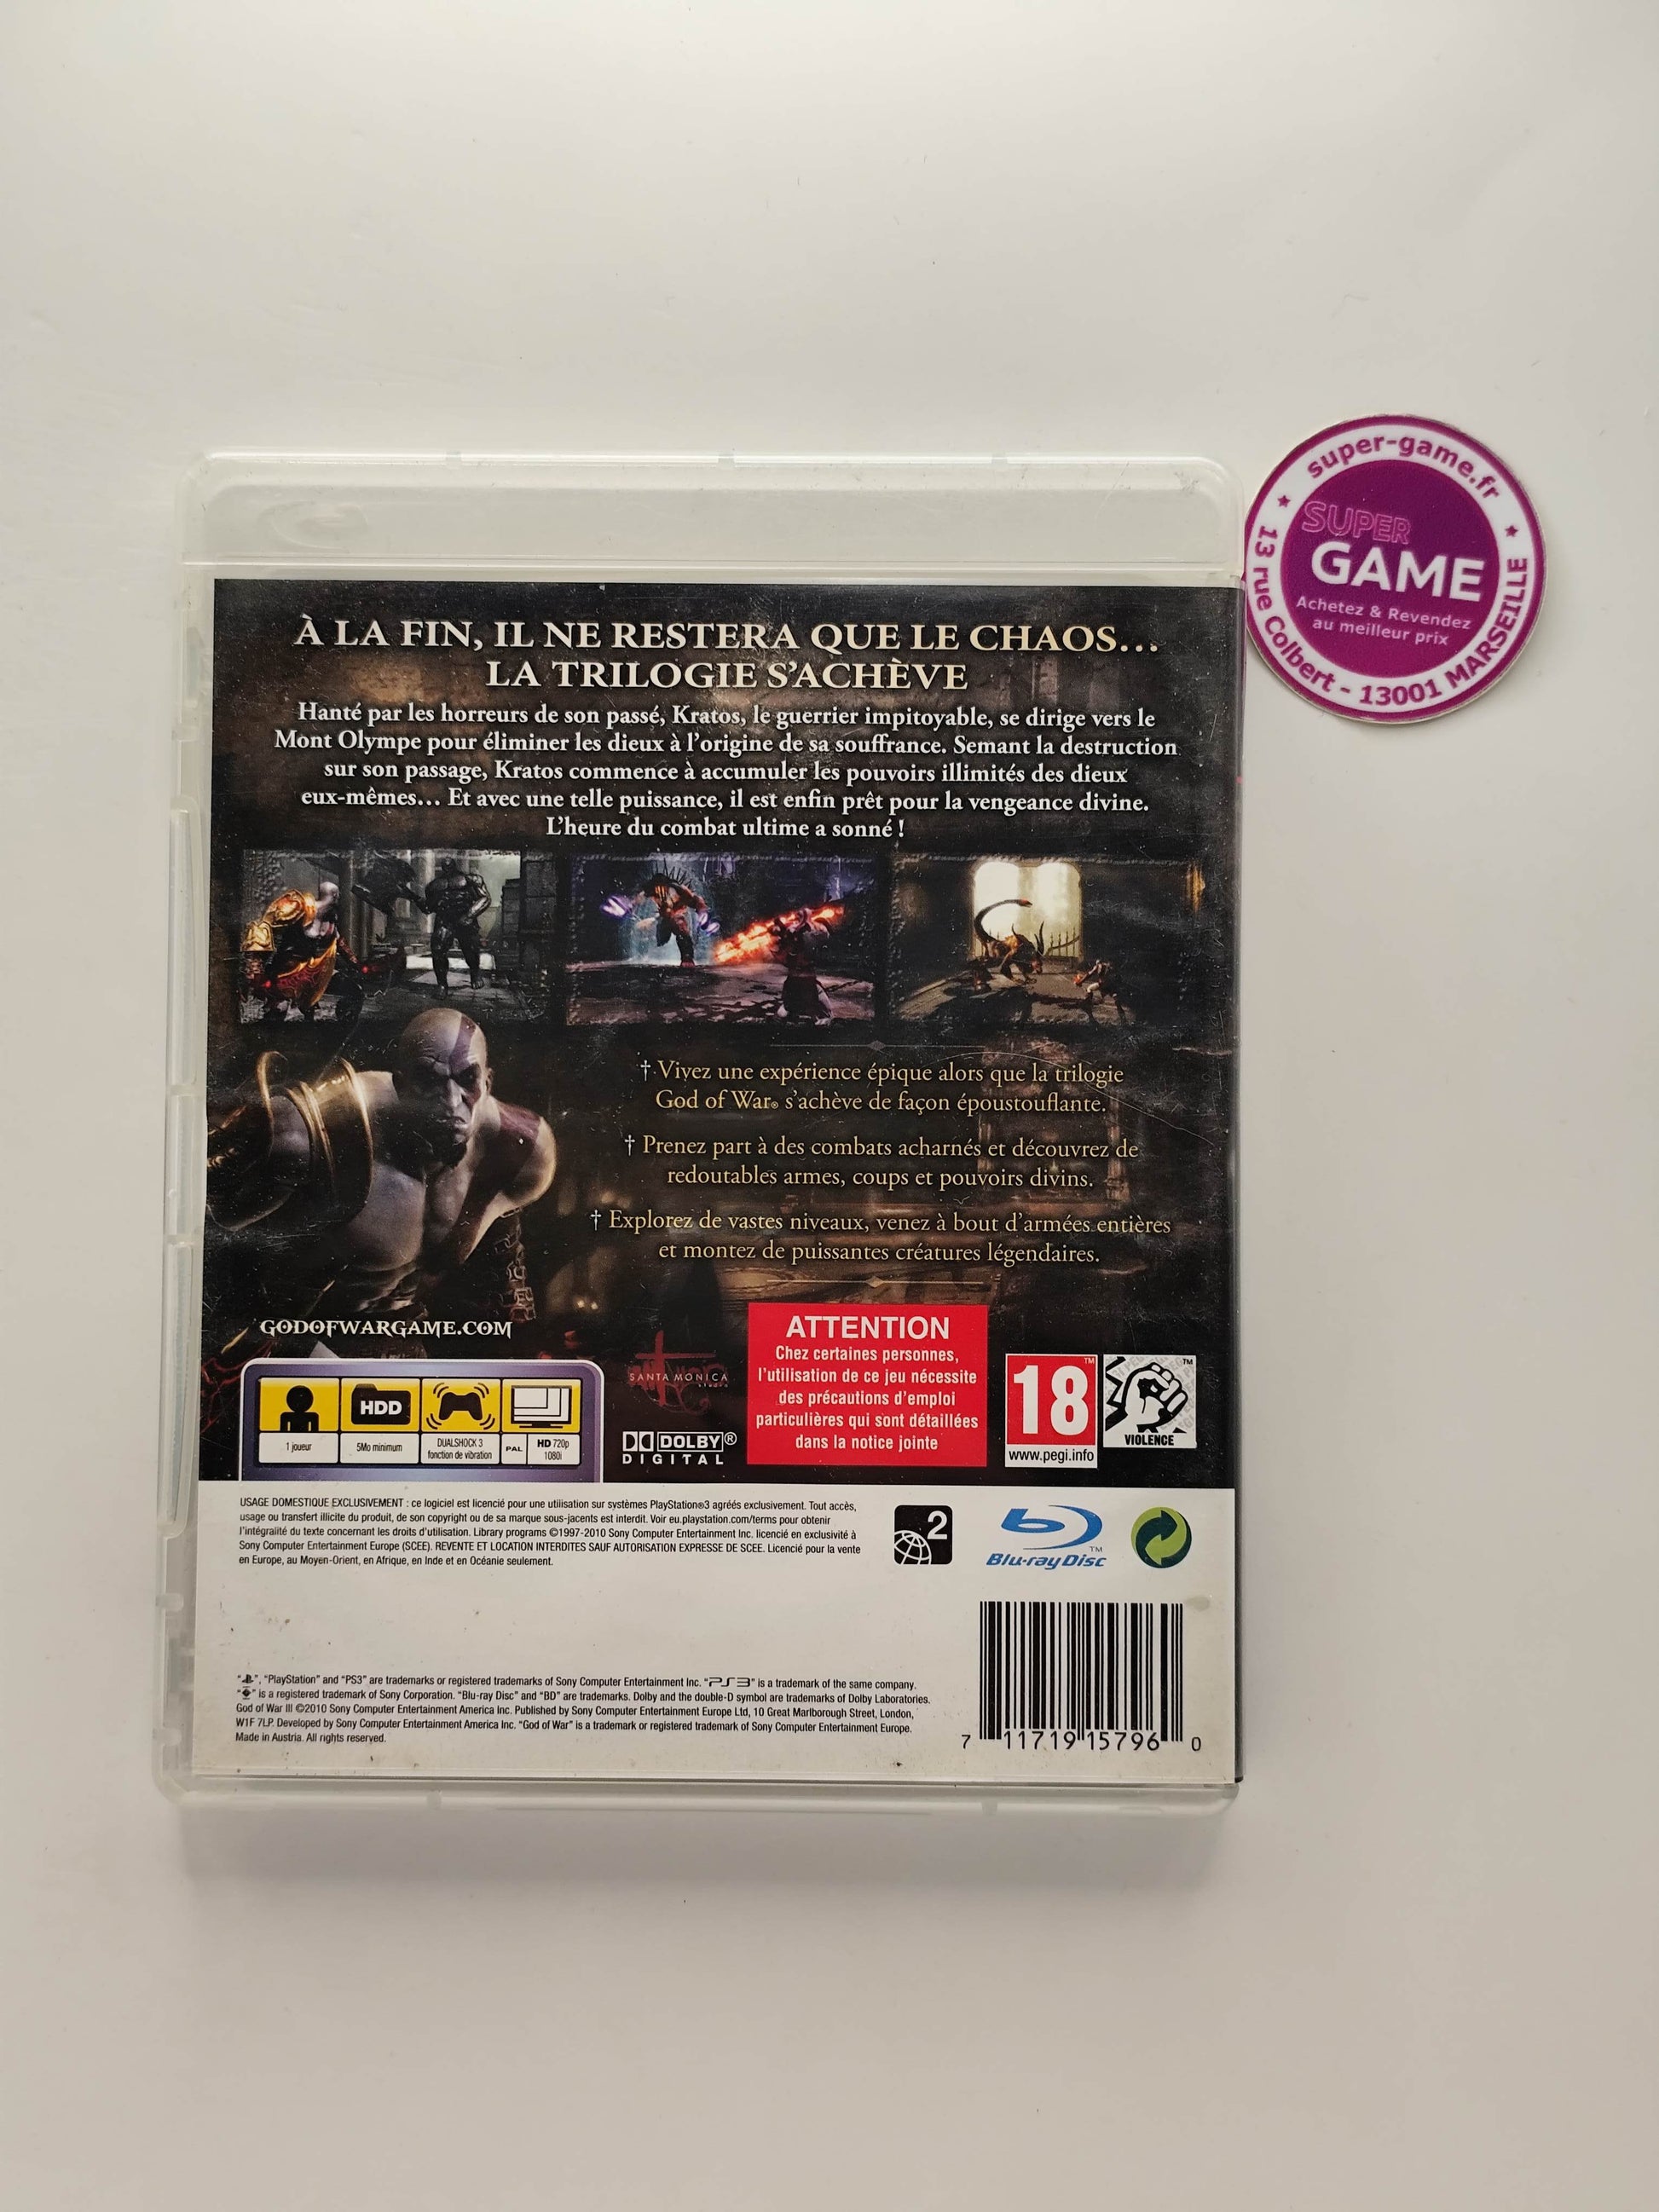 super-game.fr
SUPER
GAME
Achetez & Revendez
au meilleur prix
13 rue Colbert - 13001 MARSEILLE
À LA FIN, IL NE RESTERA QUE LE CHAOS...
LA TRILOGIE S'ACHÈVE
Hanté par les horreurs de son passé, Kratos, le guerrier impitoyable, se dirige vers le
Mont Olympe pour éliminer les dieux à l'origine de sa souffrance. Semant la destruction
sur son passage, Kratos commence à accumuler les pouvoirs illimités des dieux
eux-mêmes... Et avec une telle puissance, il est enfin prêt pour la vengeance divine.
L'heure du combat ultime a sonné !
† Vivez une expérience épique alors que la trilogie
God of War® s'achève de façon époustouflante.
† Prenez part à des combats acharnés et découvrez de
redoutables armes, coups et pouvoirs divins.
† Explorez de vastes niveaux, venez à bout d'armées entières
et montez de puissantes créatures légendaires.
GODOFWARGAME.COM
HDD
1 joueur
5Mo minimum
DUALSHOCK 3
fonction de vibration
PAL
HD 720p
1080i
SANTA MONICA
studio
DOLBY®
DIGITAL
ATTENTION
Chez certaines personnes,
l'utilisation de ce jeu nécessite
des précautions d'emploi
particulières qui sont détaillées
dans la notice jointe
18™
www.pegi.info
VIOLENCE
USAGE DOMESTIQUE EXCLUSIVEMENT : ce logiciel est licencié pour une utilisation sur systèmes PlayStation®3 agréés exclusivement. Tout accès,
usage ou transfert illicite du produit, de son copyright ou de sa marque sous-jacents est interdit. Voir eu.playstation.com/terms pour obtenir
l'intégralité du texte concernant les droits d'utilisation. Library programs ©1997-2010 Sony Computer Entertainment Inc. licencié en exclusivité à
Sony Computer Entertainment Europe (SCEE). REVENTE ET LOCATION INTERDITES SAUF AUTORISATION EXPRESSE DE SCEE. Licencié pour la vente
en Europe, au Moyen-Orient, en Afrique, en Inde et en Océanie seulement.
2
Blu-ray Disc™
"", "PlayStation" and "PS3" are trademarks or registered trademarks of Sony Computer Entertainment Inc. "PS3" is a trademark of the same company.
"" is a registered trademark of Sony Corporation. "Blu-ray Disc" and "BD" are trademarks. Dolby and the double-D symbol are trademarks of Dolby Laboratories.
God of War III ©2010 Sony Computer Entertainment America Inc. Published by Sony Computer Entertainment Europe Ltd, 10 Great Marlborough Street, London,
W1F 7LP. Developed by Sony Computer Entertainment America Inc. "God of War" is a trademark or registered trademark of Sony Computer Entertainment Europe.
Made in Austria. All rights reserved.
7 11719 15796 0